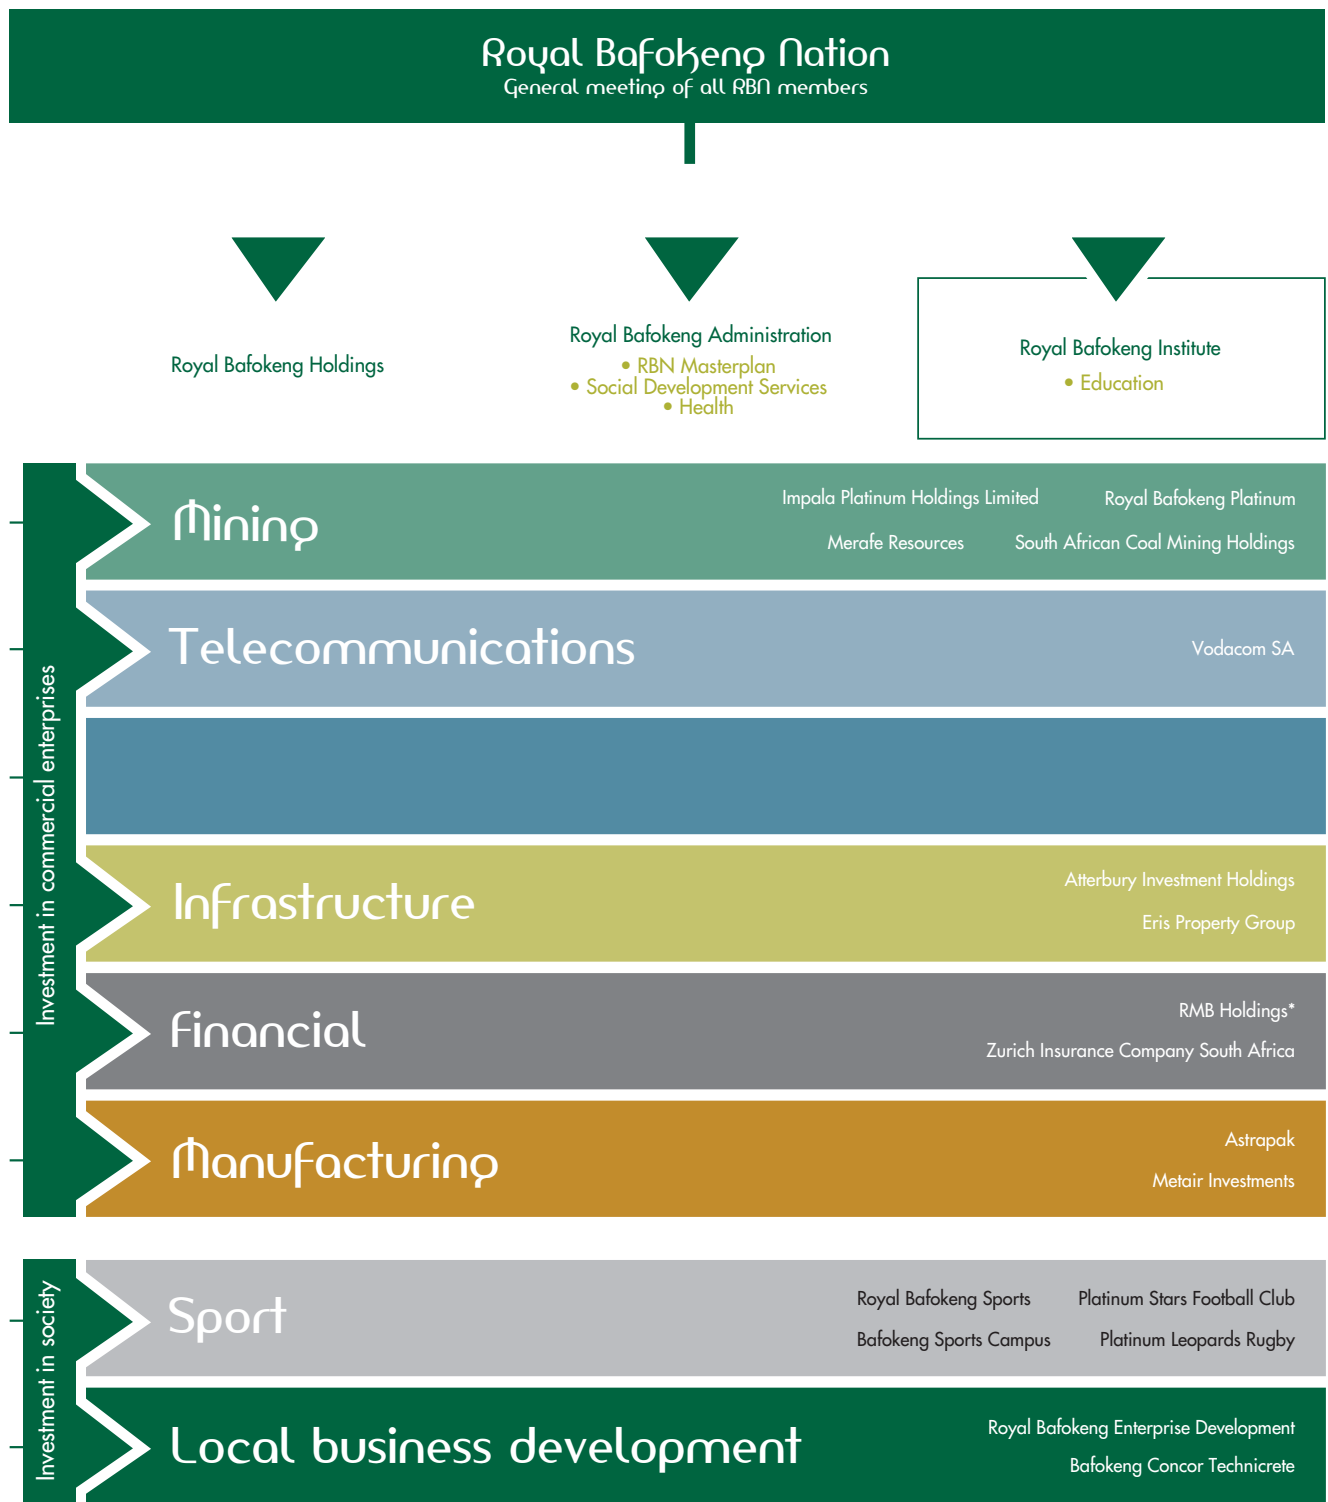 Royal Bafokeng Nation
General meeting of all RBN members
Royal Bafokeng Holdings
Royal Bafokeng Administration
• RBN Masterplan
• Social Development Services
• Health
Royal Bafokeng Institute
• Education
Investment in commercial enterprises
Mining
Impala Platinum Holdings Limited Royal Bafokeng Platinum
Merafe Resources South African Coal Mining Holdings
Telecommunications
Vodacom SA
Infrastructure
Atterbury Investment Holdings
Eris Property Group
Financial
RMB Holdings*
Zurich Insurance Company South Africa
Manufacturing
Astrapak
Metair Investments
Investment in society
Sport
Royal Bafokeng Sports Platinum Stars Football Club
Bafokeng Sports Campus Platinum Leopards Rugby
Local business development
Royal Bafokeng Enterprise Development
Bafokeng Concor Technicrete